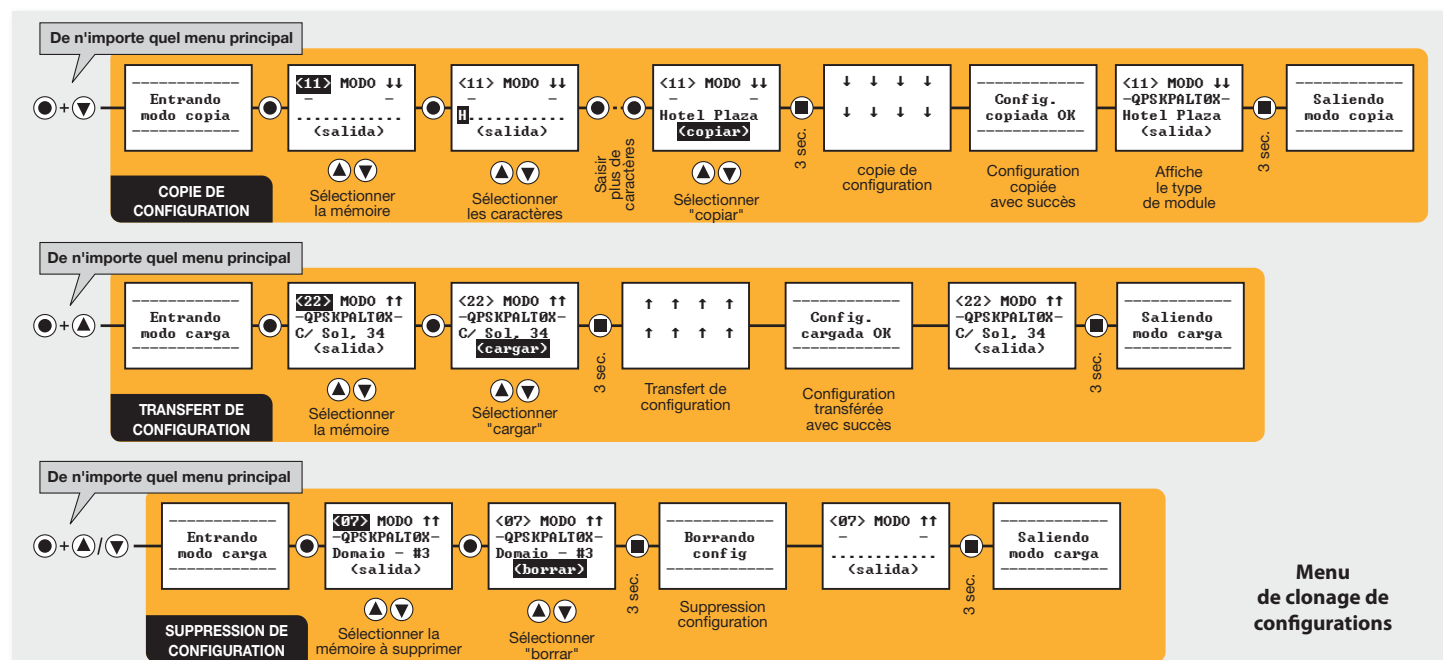 De n'importe quel menu principal
Entrando
modo copia
<11> MODO ↓↓
(salida)
<11> MODO ↓↓
H...........
(salida)
<11> MODO ↓↓
Hotel Plaza
(copiar)
↓ ↓ ↓ ↓
↓ ↓ ↓ ↓
Config.
copiada OK
<11> MODO ↓↓
-QPSKPALT0X-
Hotel Plaza
(salida)
Saliendo
modo copia
3 sec.
3 sec.
COPIE DE
CONFIGURATION
Sélectionner
la mémoire
Sélectionner
les caractères
Saisir
plus de
caractères
Sélectionner
"copiar"
copie de
configuration
Configuration
copiée
avec succès
Affiche
le type
de module
De n'importe quel menu principal
Entrando
modo carga
<22> MODO ↑↑
-QPSKPALT0X-
C/ Sol, 34
(salida)
<22> MODO ↑↑
-QPSKPALT0X-
C/ Sol, 34
(cargar)
↑ ↑ ↑ ↑
↑ ↑ ↑ ↑
Config.
cargada OK
<22> MODO ↑↑
-QPSKPALT0X-
C/ Sol, 34
(salida)
Saliendo
modo carga
3 sec.
3 sec.
TRANSFERT DE
CONFIGURATION
Sélectionner
la mémoire
Sélectionner
"cargar"
Transfert de
configuration
Configuration
transférée
avec succès
De n'importe quel menu principal
Entrando
modo carga
<07> MODO ↑↑
-QPSKPALT0X-
Domaio - #3
(salida)
<07> MODO ↑↑
-QPSKPALT0X-
Domaio - #3
(borrar)
Borrando
config
<07> MODO ↑↑
(salida)
Saliendo
modo carga
3 sec.
3 sec.
SUPPRESSION DE
CONFIGURATION
Sélectionner la
mémoire à supprimer
Sélectionner
"borrar"
Suppression
configuration
Menu
de clonage de
configurations